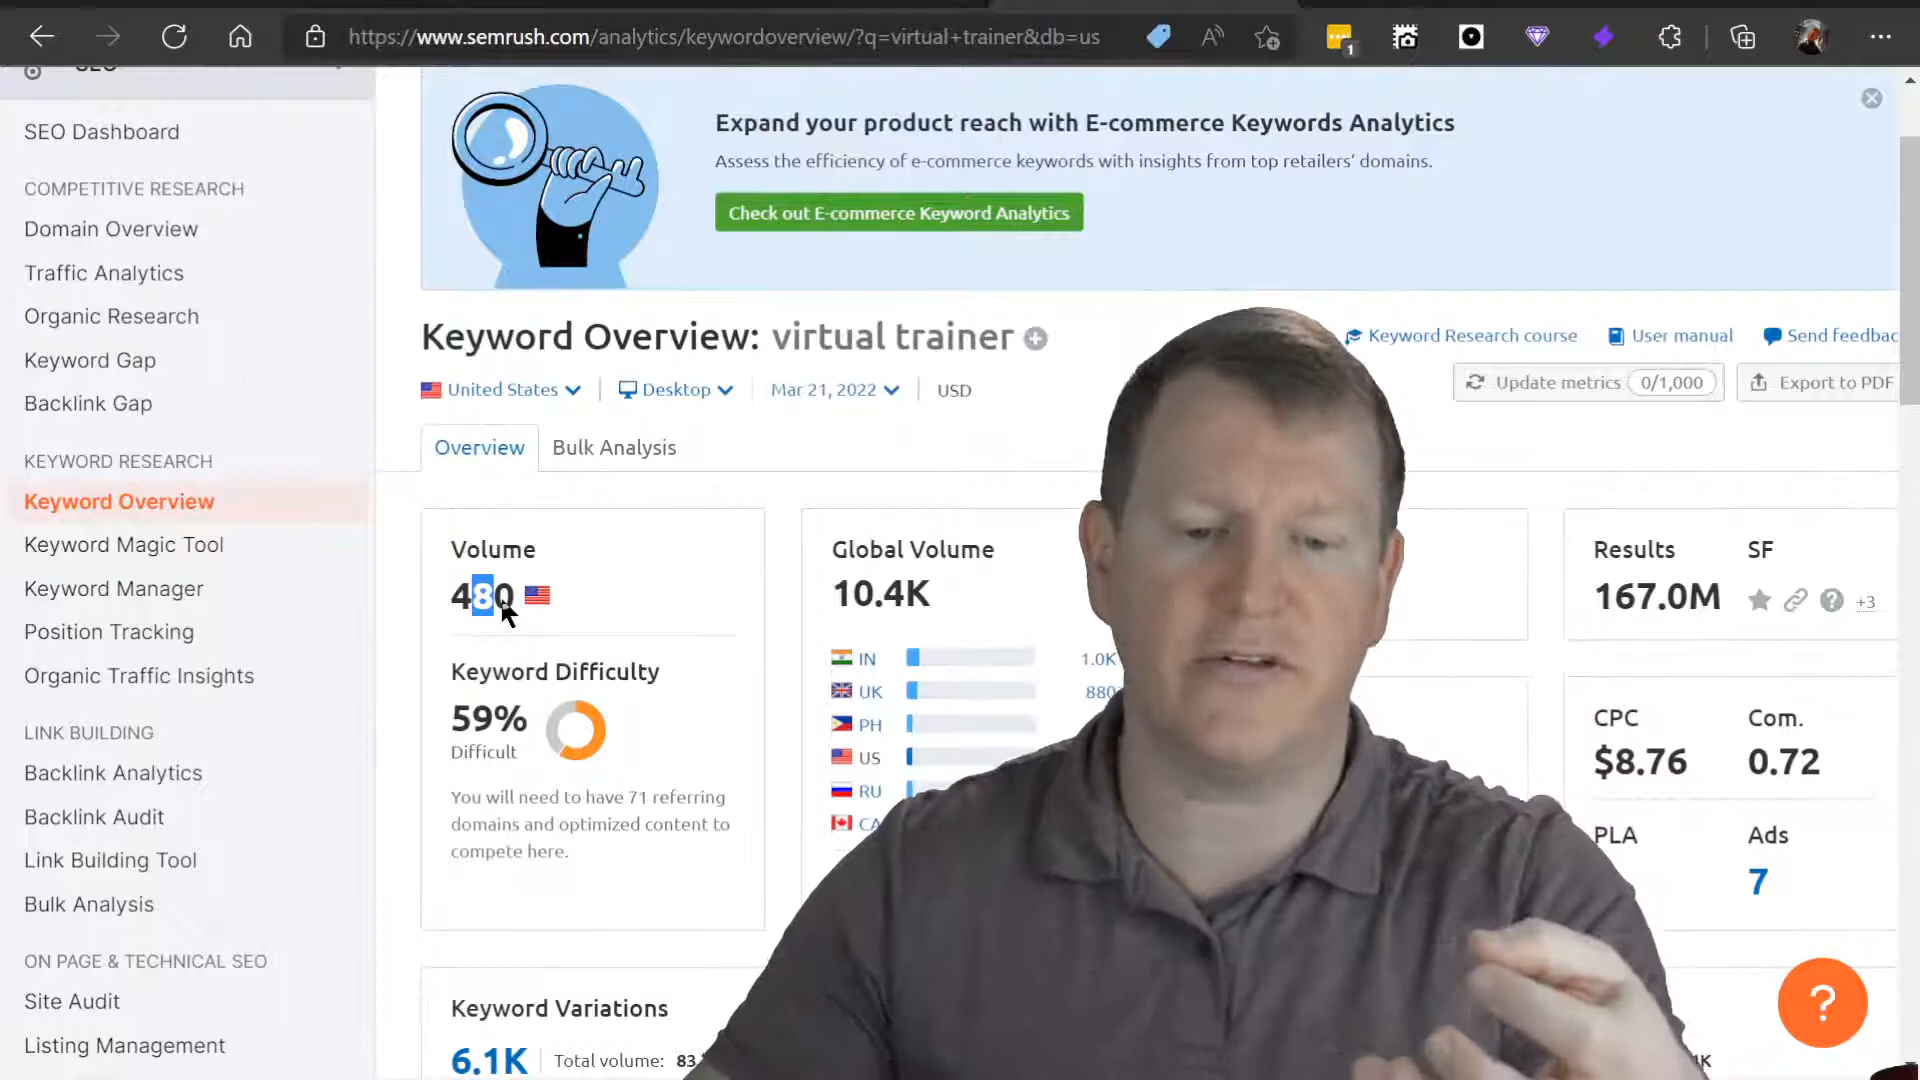 https://www.semrush.com/analytics/keywordoverview/?q=virtual+trainer&db=us
1
SEO
SEO Dashboard
COMPETITIVE RESEARCH
Domain Overview
Traffic Analytics
Organic Research
Keyword Gap
Backlink Gap
KEYWORD RESEARCH
Keyword Overview
Keyword Magic Tool
Keyword Manager
Position Tracking
Organic Traffic Insights
LINK BUILDING
Backlink Analytics
Backlink Audit
Link Building Tool
Bulk Analysis
ON PAGE & TECHNICAL SEO
Site Audit
Listing Management
Expand your product reach with E-commerce Keywords Analytics
Assess the efficiency of e-commerce keywords with insights from top retailers' domains.
Check out E-commerce Keyword Analytics
Keyword Overview: virtual trainer
Keyword Research course User manual Send feedbac
United States Desktop Mar 21, 2022 USD
Update metrics 0/1,000 Export to PDF
Overview Bulk Analysis
Volume
480
Keyword Difficulty
59%
Difficult
You will need to have 71 referring
domains and optimized content to
compete here.
Global Volume
10.4K
IN 1.0K
UK 880
PH
US
RU
CA
Results SF
167.0M +3
CPC Com.
$8.76 0.72
PLA Ads
7
Keyword Variations
6.1K Total volume: 83
?